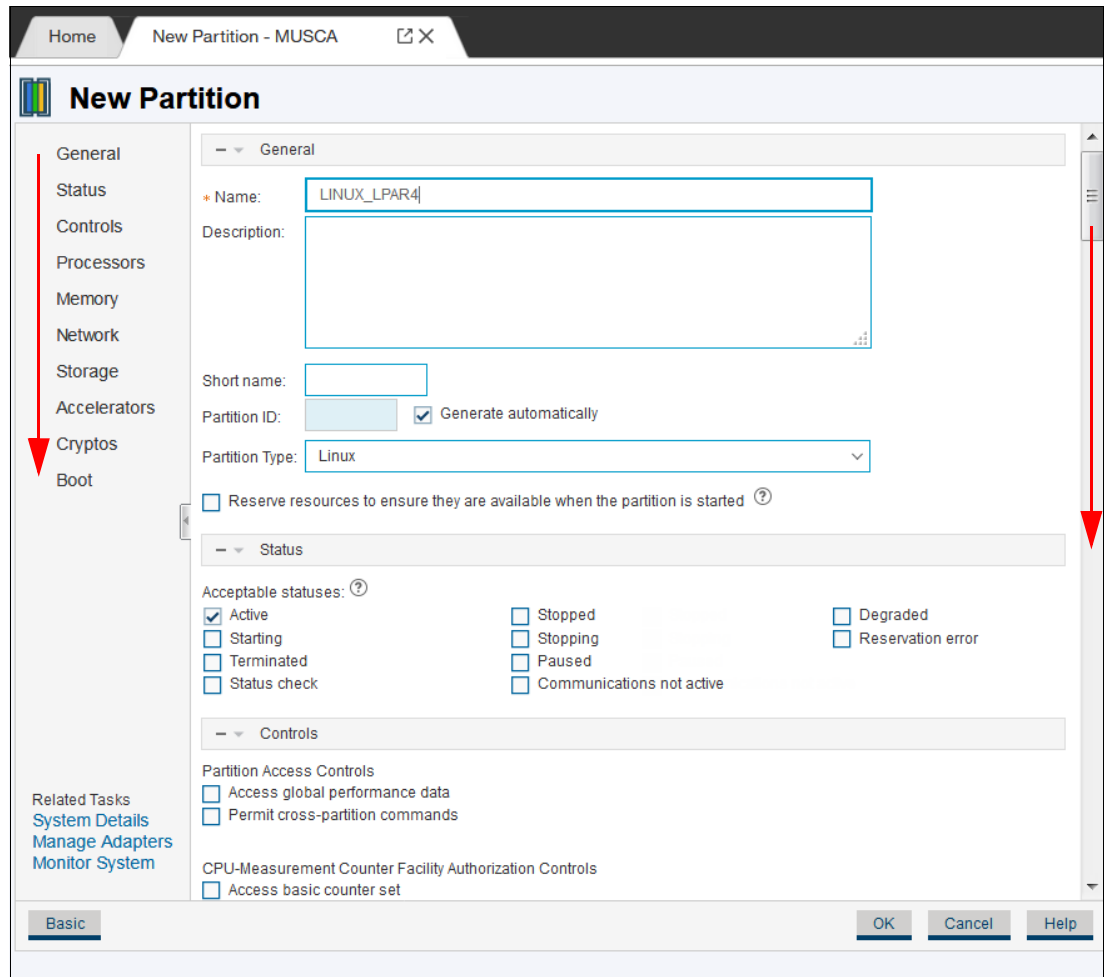 Home New Partition - MUSCA
New Partition
General
Status
Controls
Processors
Memory
Network
Storage
Accelerators
Cryptos
Boot
Related Tasks
System Details
Manage Adapters
Monitor System
General
* Name: LINUX_LPAR4
Description:
Short name:
Partition ID: Generate automatically
Partition Type: Linux
Reserve resources to ensure they are available when the partition is started ?
Status
Acceptable statuses: ?
Active Stopped Degraded
Starting Stopping Reservation error
Terminated Paused
Status check Communications not active
Controls
Partition Access Controls
Access global performance data
Permit cross-partition commands
CPU-Measurement Counter Facility Authorization Controls
Access basic counter set
Basic OK Cancel Help